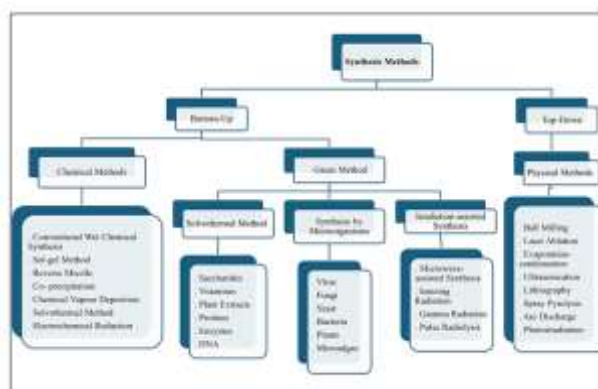 Synthesis Methods
Bottom-Up
Top-Down
Chemical Methods
Green Method
Physical Methods
Solvothermal Method
Synthesis by
Microorganisms
Irradiation-assisted
Synthesis
Conventional Wet Chemical
Synthesis
Sol-gel Method
Reverse Micelle
Co-precipitation
Chemical Vapour Deposition
Solvothermal Method
Electrochemical Reduction
Saccharides
Vitamins
Plant Extracts
Proteins
Enzymes
DNA
Virus
Fungi
Yeast
Bacteria
Plants
Microalgae
Microwave-
assisted Synthesis
Ionizing
Radiation
Gamma Radiation
Pulse Radiolysis
Ball Milling
Laser Ablation
Evaporation-
condensation
Ultrasonication
Lithography
Spray Pyrolysis
Arc Discharge